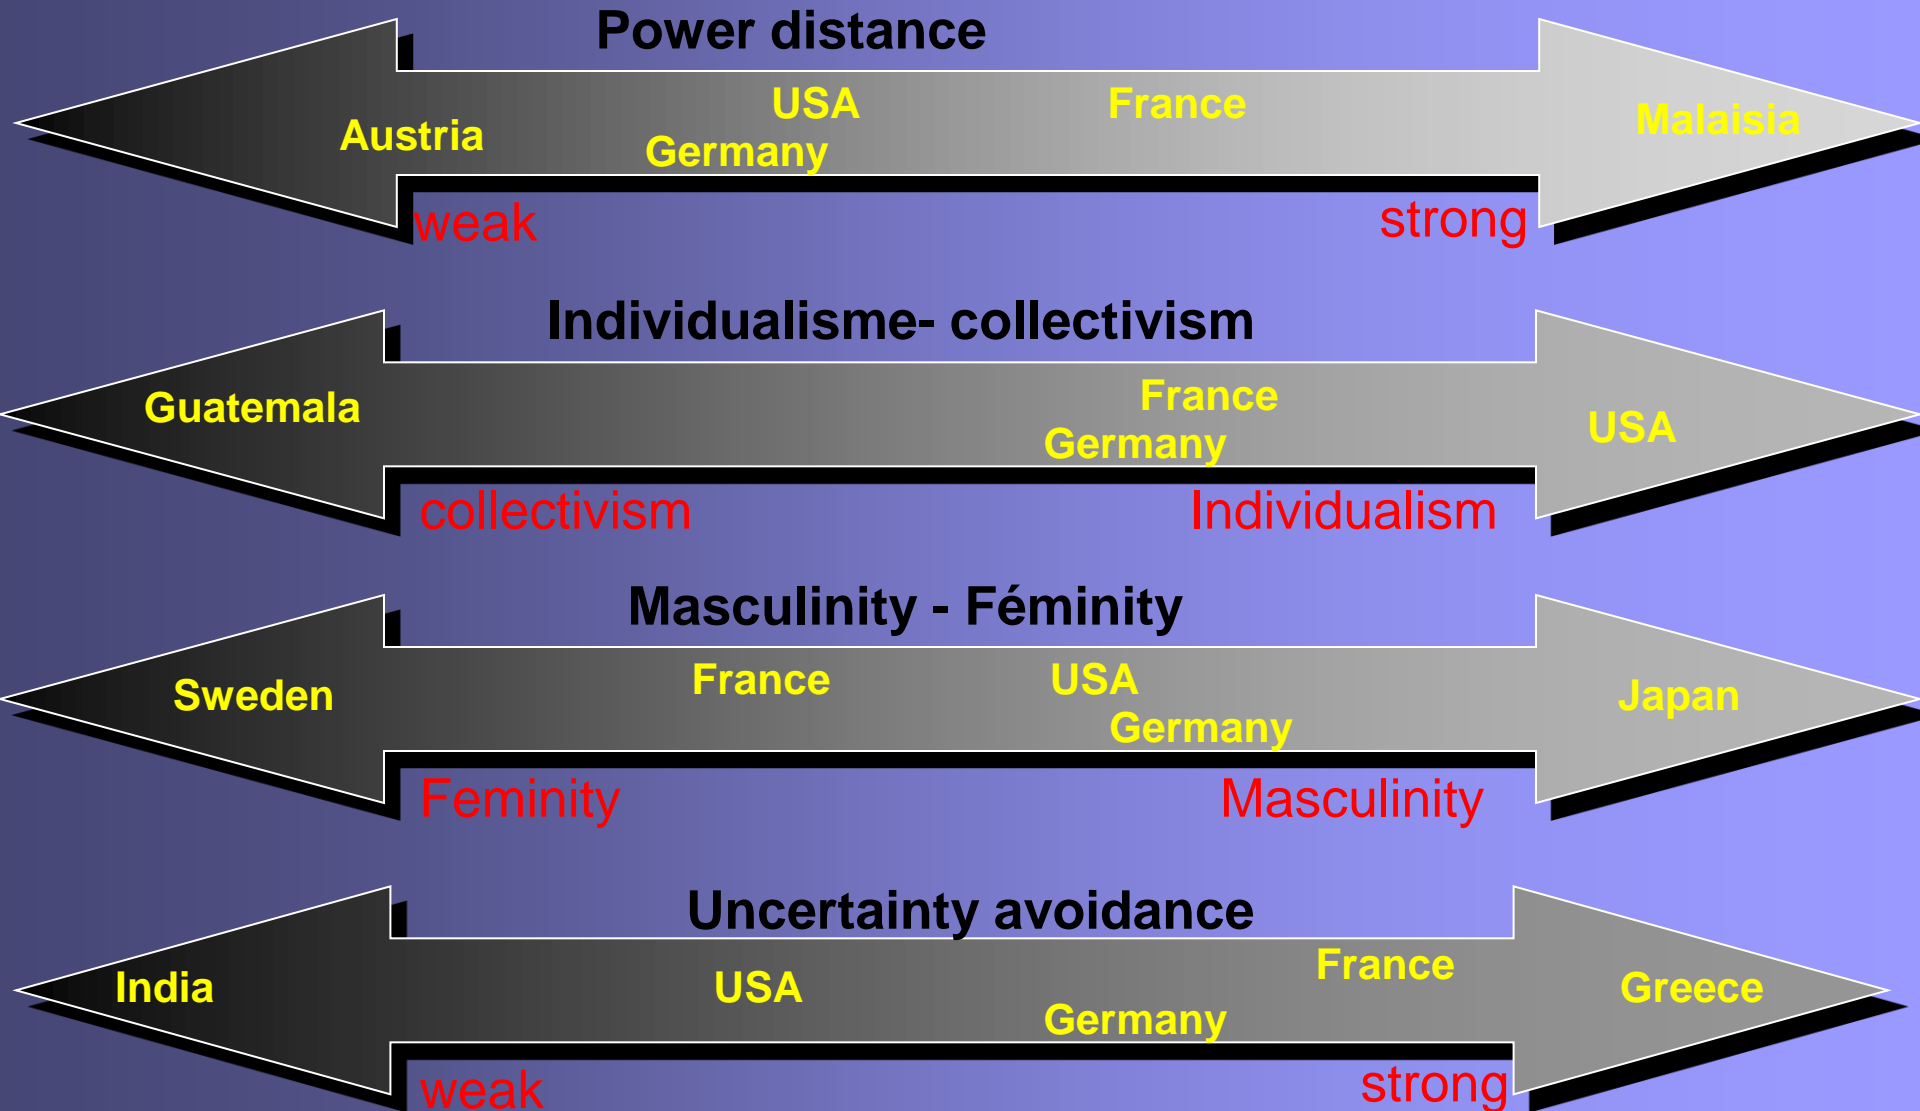 Power distance
USA France
Austria Malaisia
Germany
weak strong
Individualisme- collectivism
Guatemala France
Germany USA
collectivism Individualism
Masculinity - Féminity
Sweden France USA Japan
Germany
Feminity Masculinity
Uncertainty avoidance
France
India USA Greece
Germany
weak strong